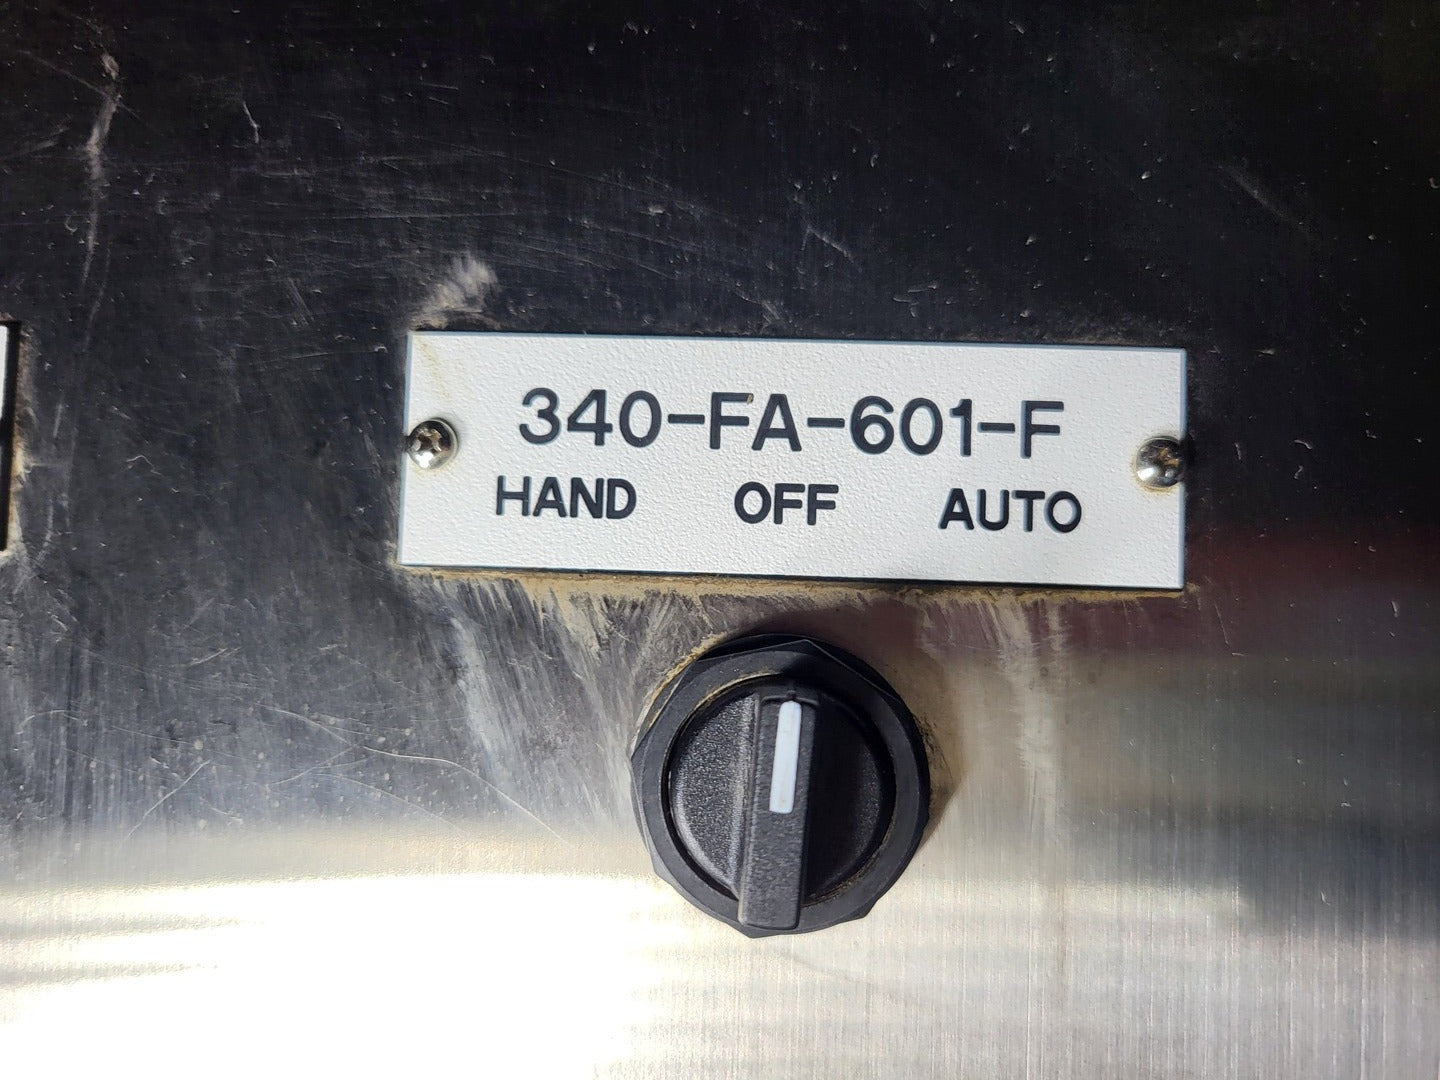 340-FA-601-F
HAND OFF AUTO